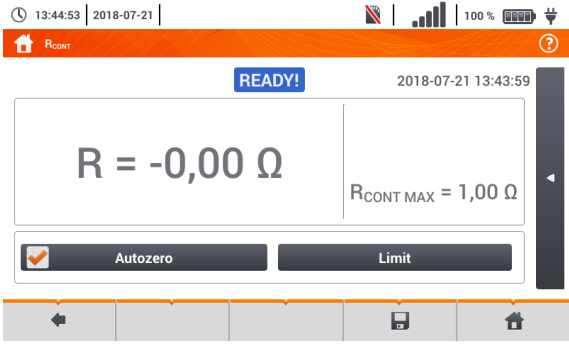 13:44:53 2018-07-21 100 %
RCONT ?
READY! 2018-07-21 13:43:59
R = -0,00 Ω
RCONT MAX = 1,00 Ω
Autozero Limit